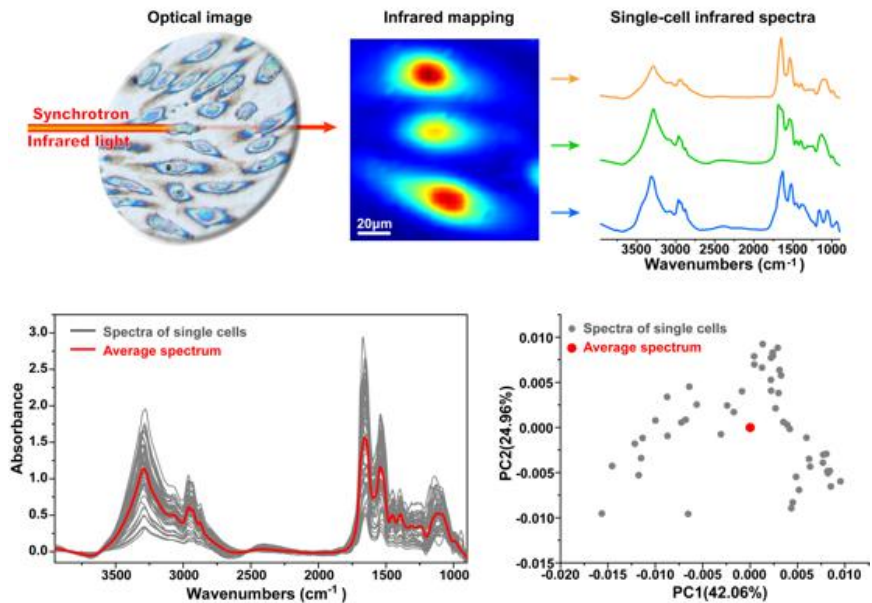 Optical image
Infrared mapping
Single-cell infrared spectra
Synchrotron
Infrared light
20μm
3500 3000 2500 2000 1500 1000
Wavenumbers (cm⁻¹)
Spectra of single cells
Average spectrum
3.0
2.5
2.0
1.5
1.0
0.5
0.0
Absorbance
3500 3000 2500 2000 1500 1000
Wavenumbers (cm⁻¹)
Spectra of single cells
Average spectrum
0.010
0.005
0.000
-0.005
-0.010
-0.015
PC2(24.96%)
-0.020 -0.015 -0.010 -0.005 0.000 0.005 0.010
PC1(42.06%)